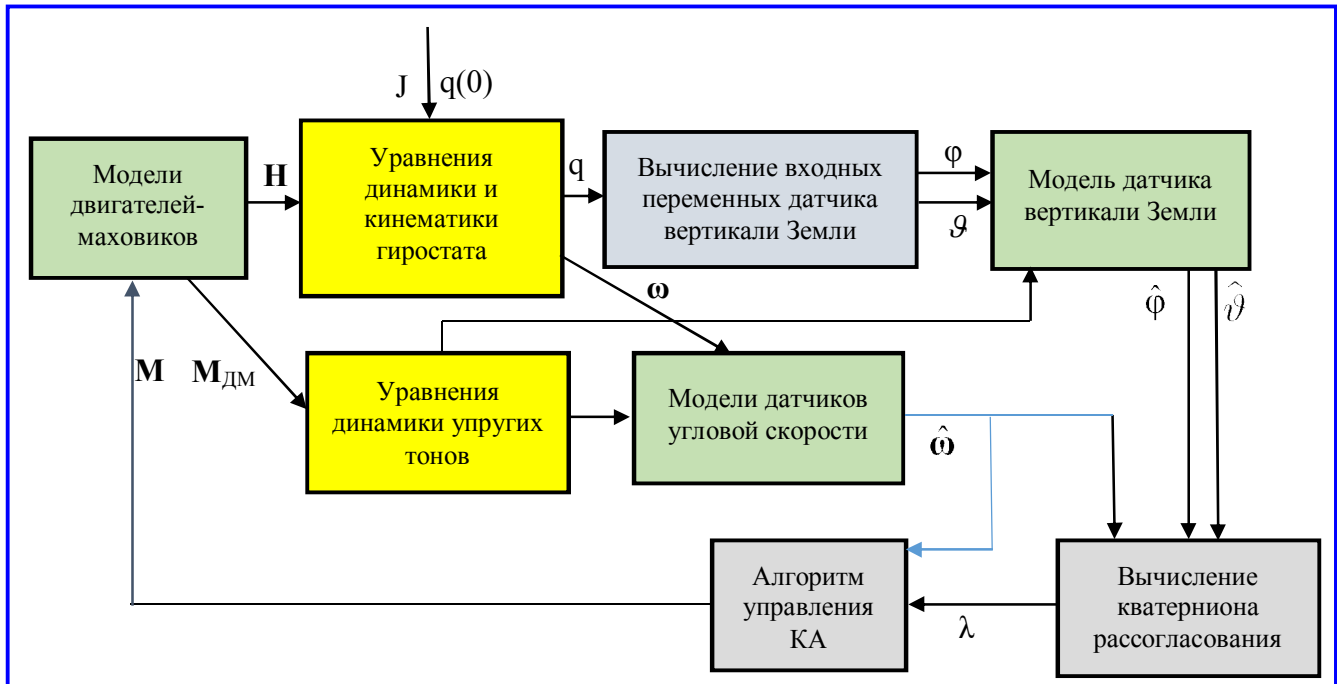 J q(0)
Модели
двигателей-
маховиков
H
Уравнения
динамики и
кинематики
гиростата
q
Вычисление входных
переменных датчика
вертикали Земли
φ
ϑ
Модель датчика
вертикали Земли
ω
φ̂
ϑ̂
M
M_ДМ
Уравнения
динамики упругих
тонов
Модели датчиков
угловой скорости
ω̂
Алгоритм
управления
КА
λ
Вычисление
кватерниона
рассогласования